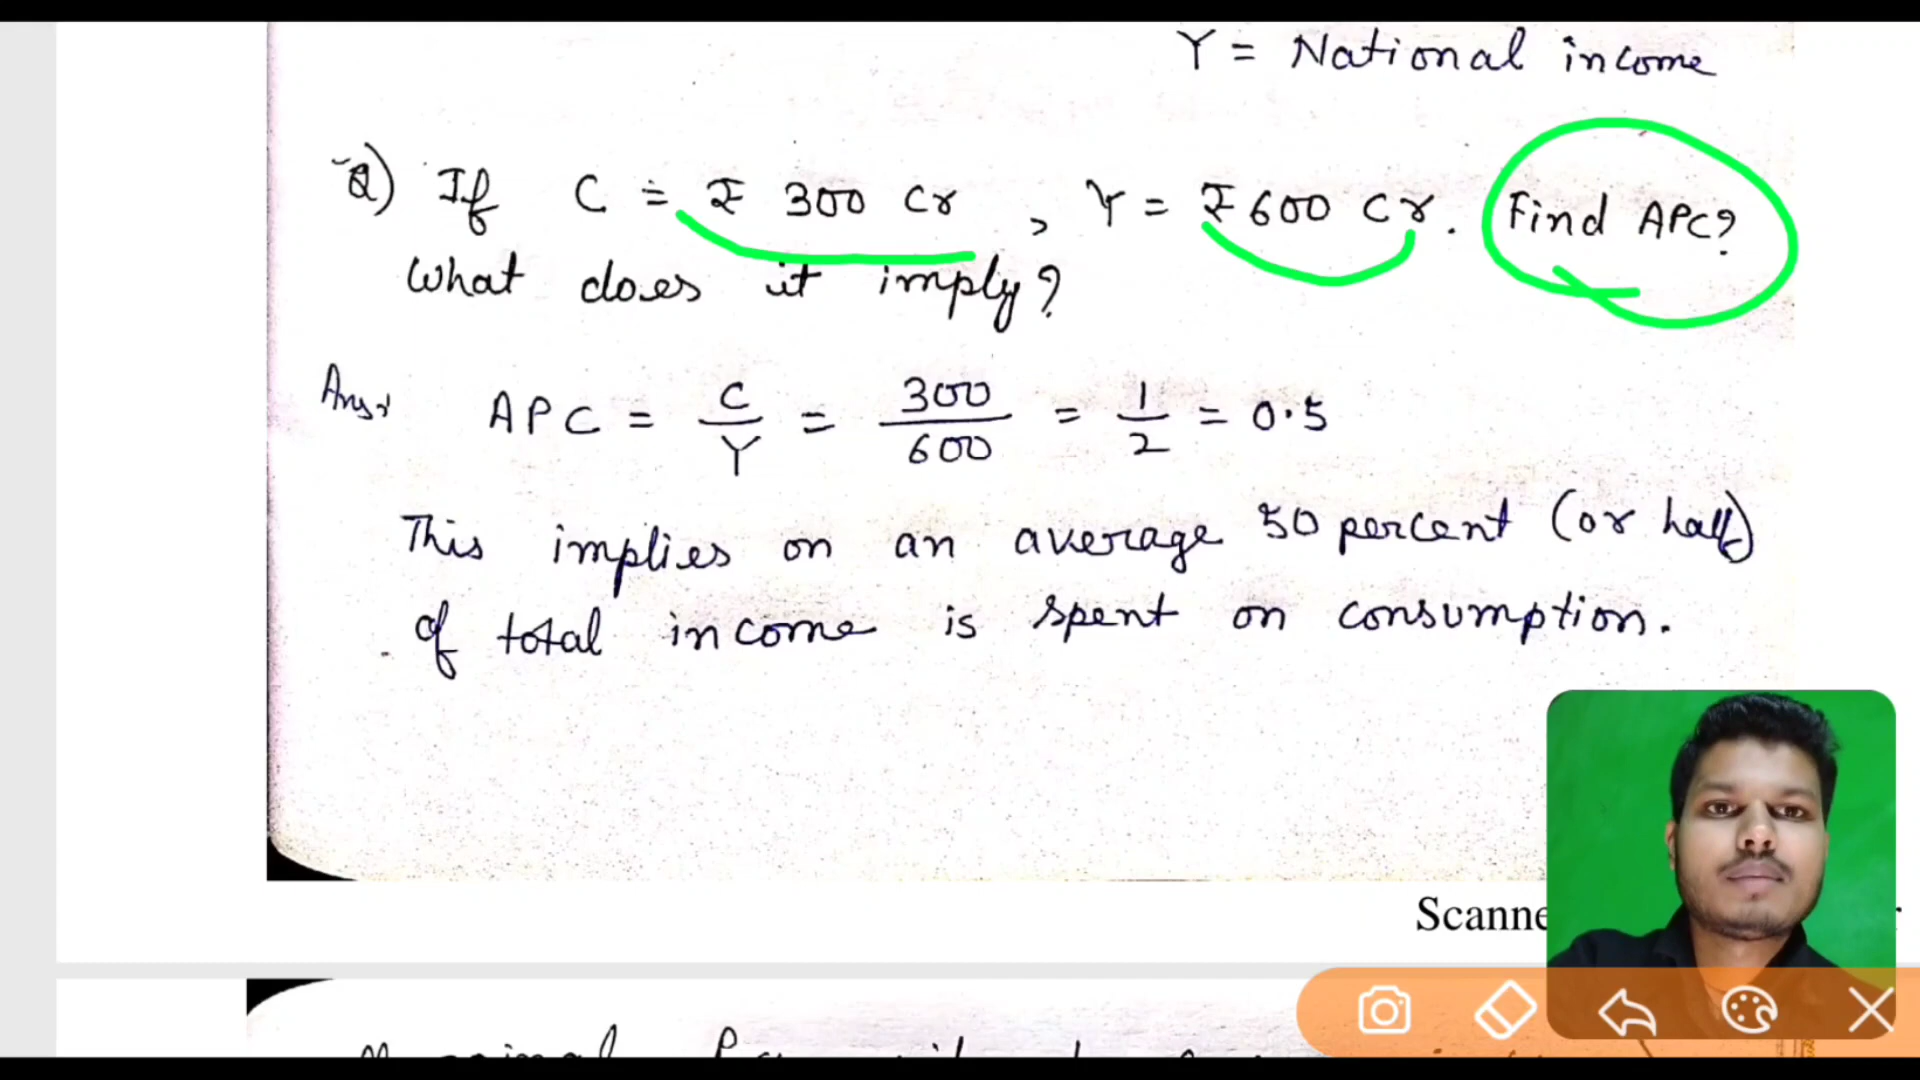 Y = National income
Q) If C = ₹ 300 Cr , Y = ₹ 600 Cr . Find APC?
What does it imply?
Ans:
APC = C/Y = 300/600 = 1/2 = 0.5
This implies on an average 50 percent (or half)
of total income is spent on consumption.
Scanne